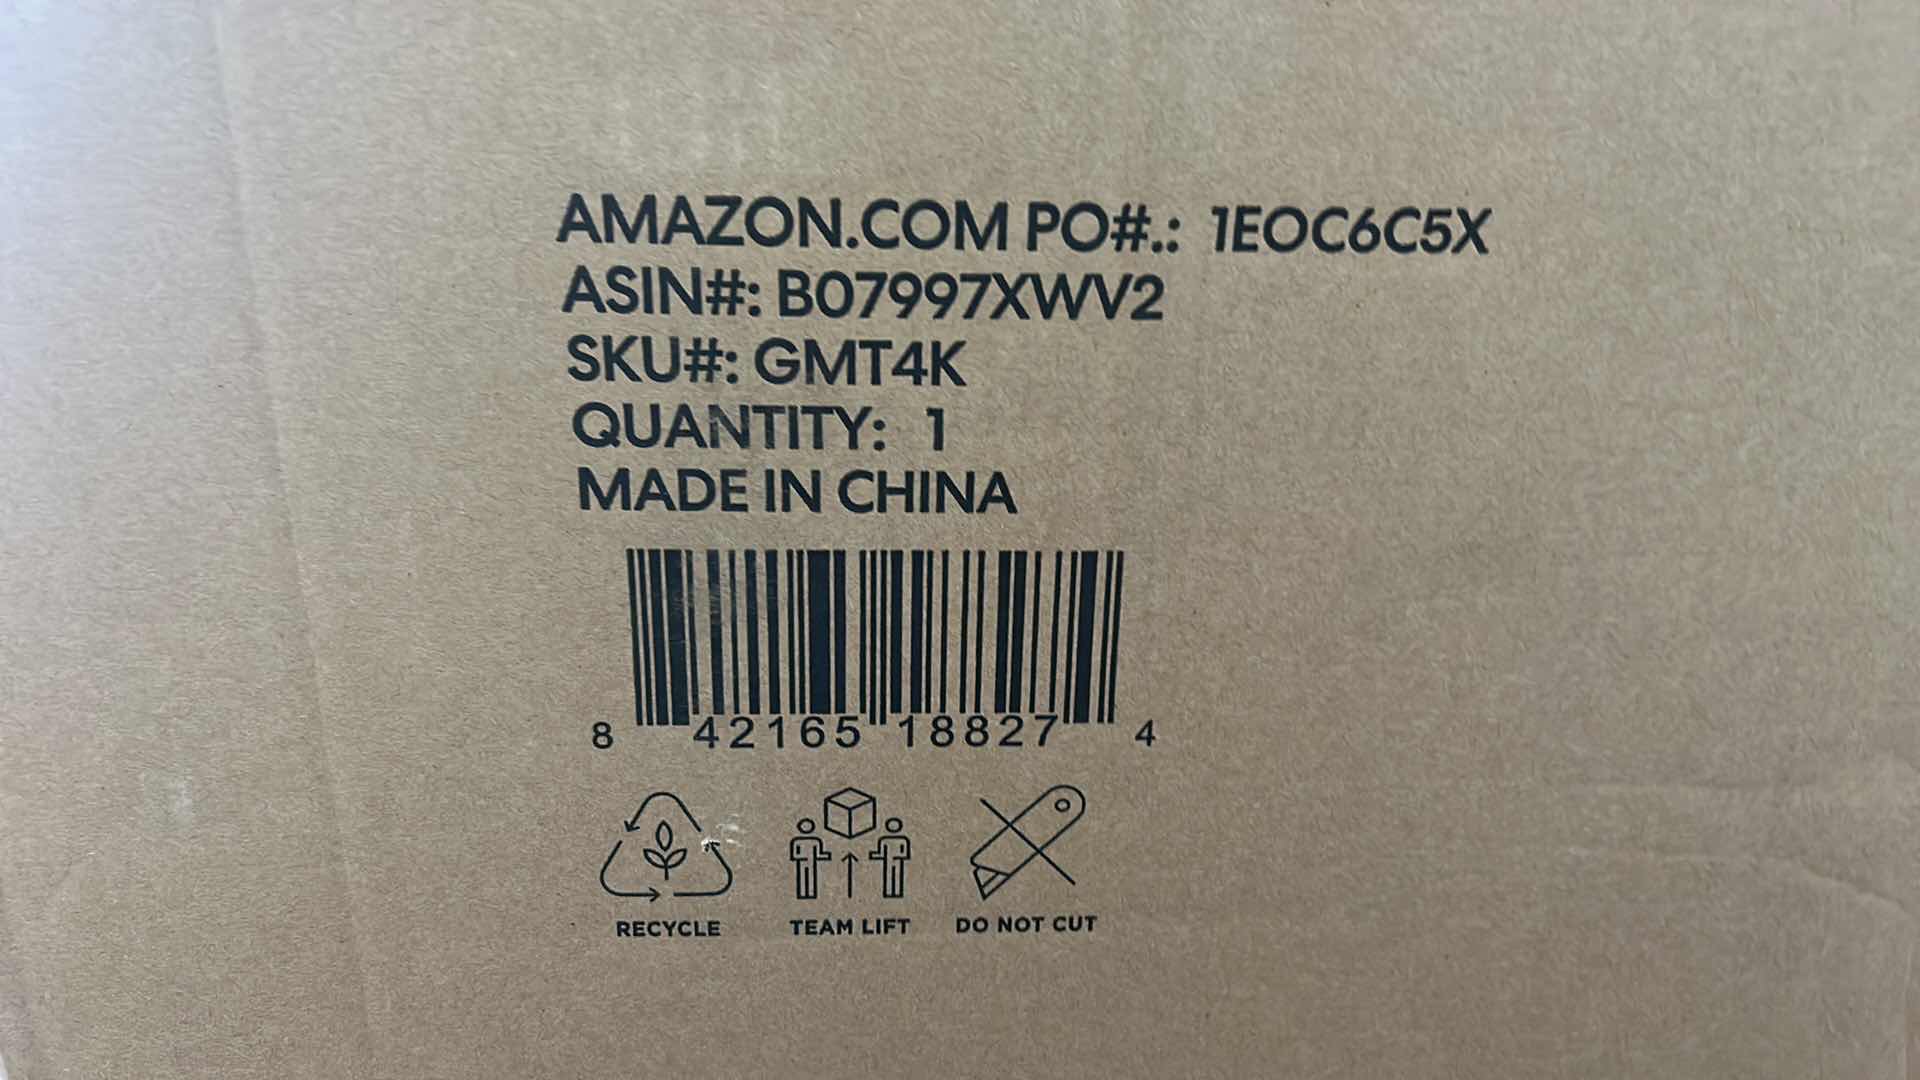 AMAZON.COM PO#.: 1EOC6C5X
ASIN#: B07997XWV2
SKU#: GMT4K
QUANTITY: 1
MADE IN CHINA
8 42165 18827 4
RECYCLE TEAM LIFT DO NOT CUT